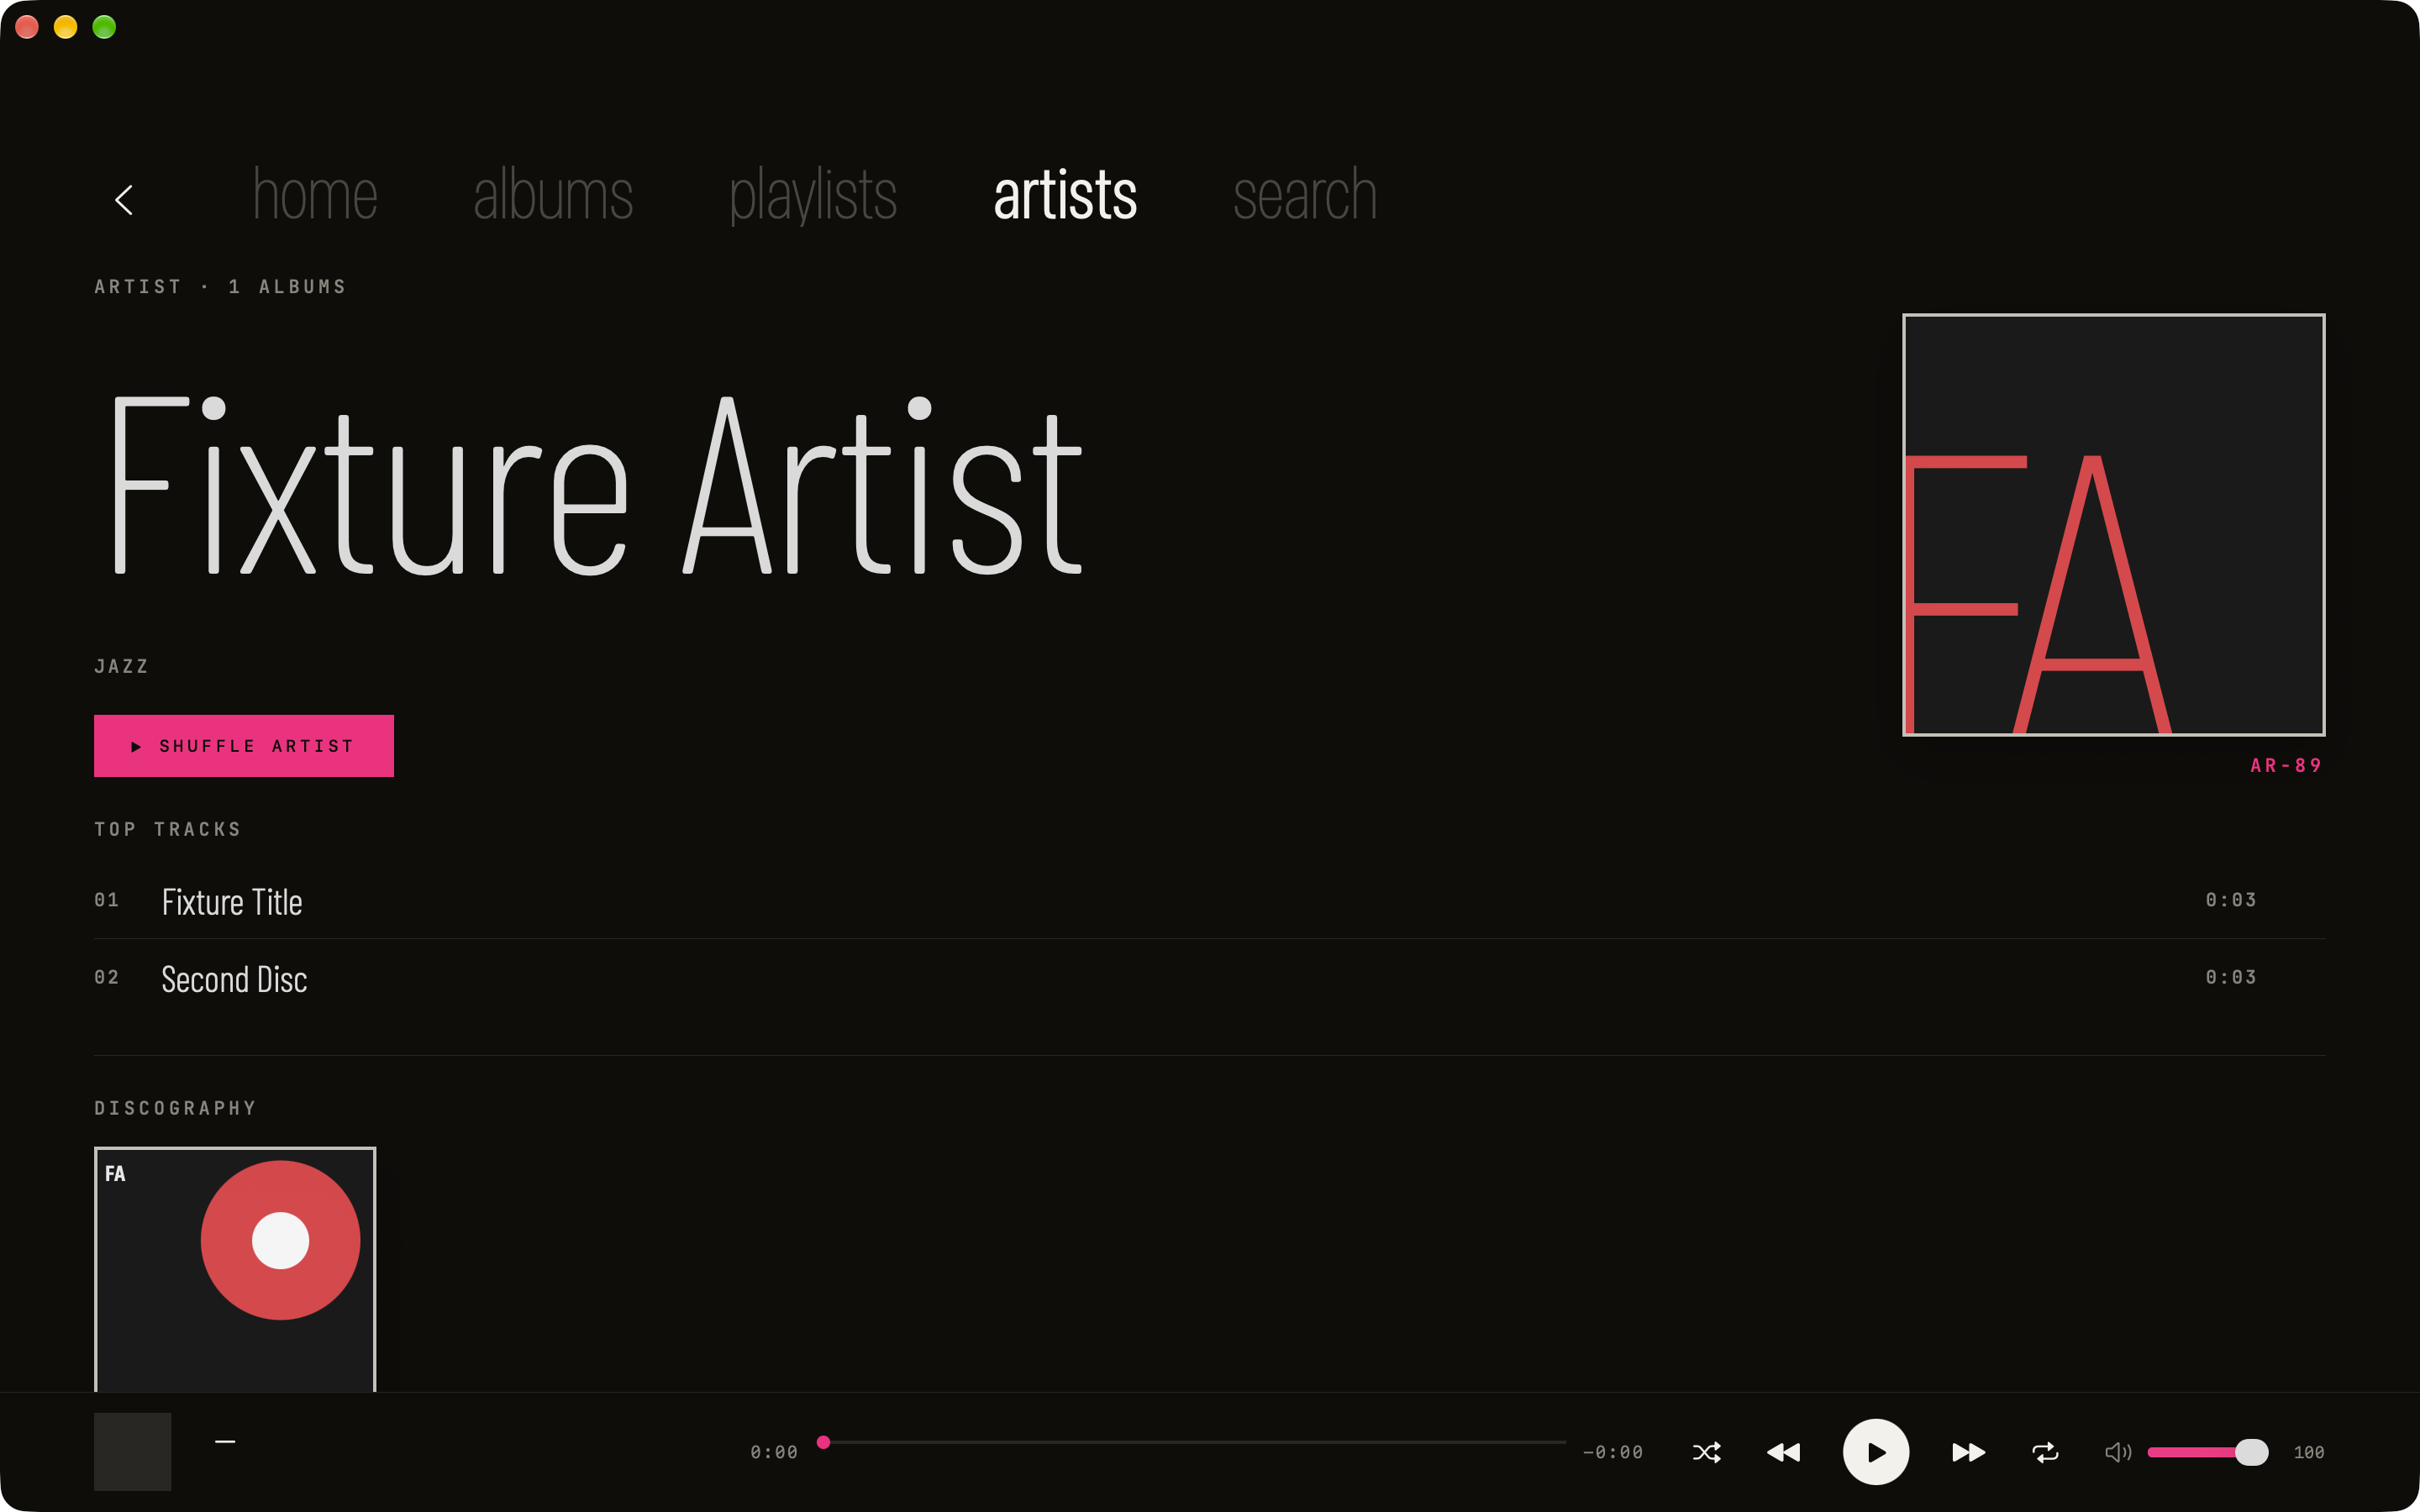 home albums playlists artists search
ARTIST · 1 ALBUMS
Fixture Artist
FA
JAZZ
SHUFFLE ARTIST
AR-89
TOP TRACKS
01 Fixture Title 0:03
02 Second Disc 0:03
DISCOGRAPHY
FA
—
0:00 −0:00 100